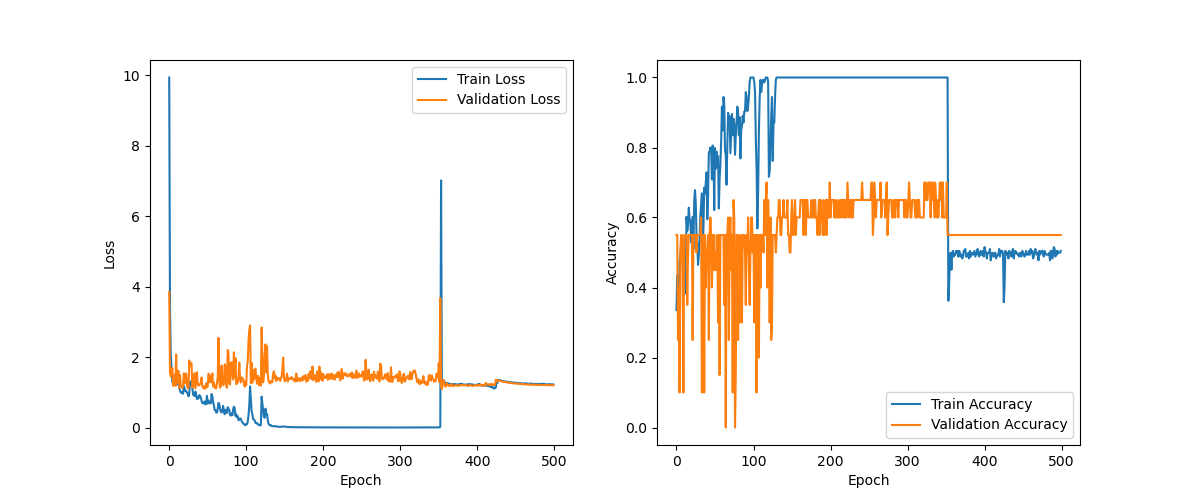 Train Loss
Validation Loss
10
8
6
4
2
0
Loss
0 100 200 300 400 500
Epoch
1.0
0.8
0.6
0.4
0.2
0.0
Accuracy
Train Accuracy
Validation Accuracy
0 100 200 300 400 500
Epoch